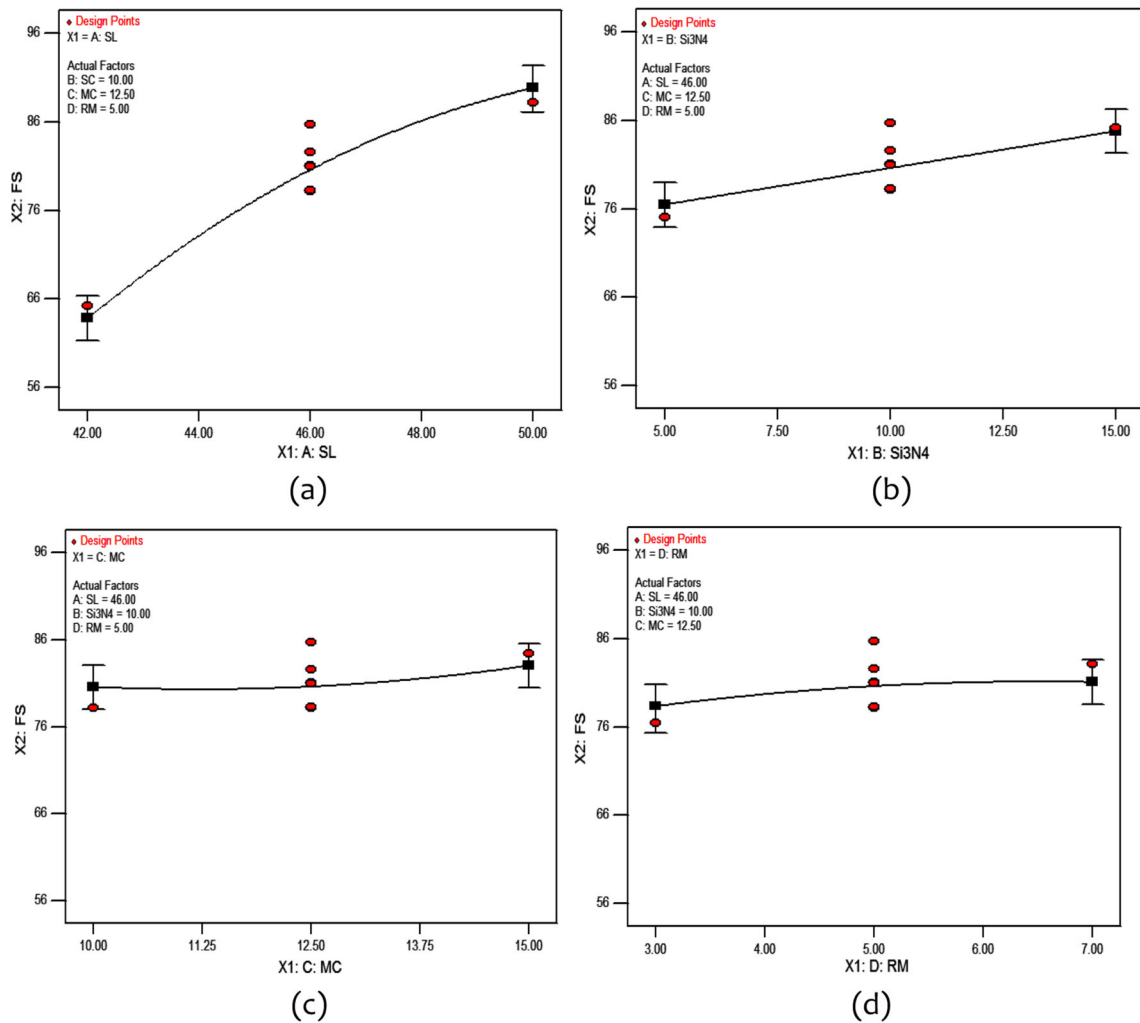 Design Points
X1 = A: SL
Actual Factors
B: SC = 10.00
C: MC = 12.50
D: RM = 5.00
96
86
76
66
56
X2: FS
42.00 44.00 46.00 48.00 50.00
X1: A: SL
(a)
Design Points
X1 = B: Si3N4
Actual Factors
A: SL = 46.00
C: MC = 12.50
D: RM = 5.00
96
86
76
66
56
X2: FS
5.00 7.50 10.00 12.50 15.00
X1: B: Si3N4
(b)
Design Points
X1 = C: MC
Actual Factors
A: SL = 46.00
B: Si3N4 = 10.00
D: RM = 5.00
96
86
76
66
56
X2: FS
10.00 11.25 12.50 13.75 15.00
X1: C: MC
(c)
Design Points
X1 = D: RM
Actual Factors
A: SL = 46.00
B: Si3N4 = 10.00
C: MC = 12.50
96
86
76
66
56
X2: FS
3.00 4.00 5.00 6.00 7.00
X1: D: RM
(d)